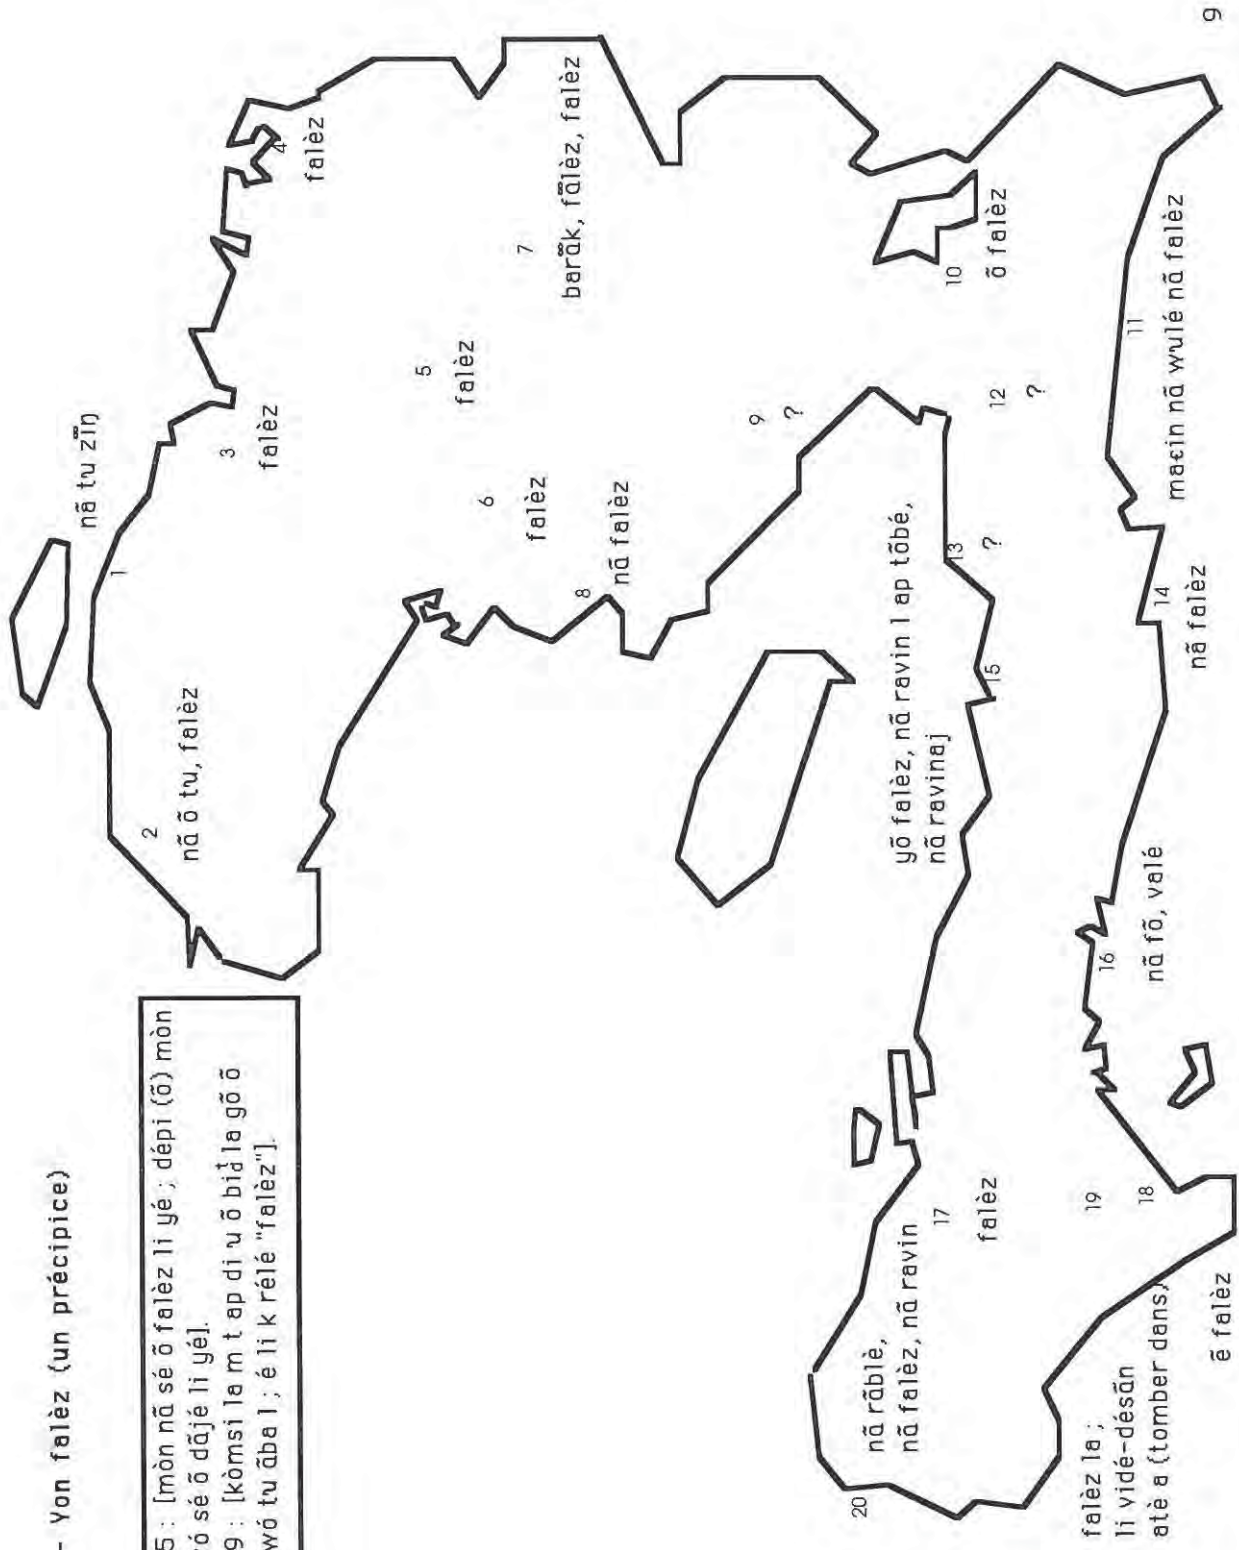 - Yon falèz (un précipice)
5 : [mòn nã sé õ falèz li yé ; dépi (õ) mòn
ó sé õ dãjé li yé].
9 : [kòmsi la m t ap di u õ bi la gõ õ
wó tu ãba l ; é li k rélé "falèz"].
nã tu zĩŋ
1
2
nã õ tu, falèz
3
falèz
4
falèz
5
falèz
6
falèz
7
barãk, fãlèz, falèz
8
nã falèz
9
?
10
õ falèz
11
maɛin nã wulé nã falèz
12
?
13
?
14
nã falèz
15
yõ falèz, nã ravin l ap tõbé,
nã ravinaj
16
nã fõ, valé
17
falèz
18
ẽ falèz
19
falèz la ;
li vidé-désãn
atè a (tomber dans)
20
nã rãblè,
nã falèz, nã ravin
9